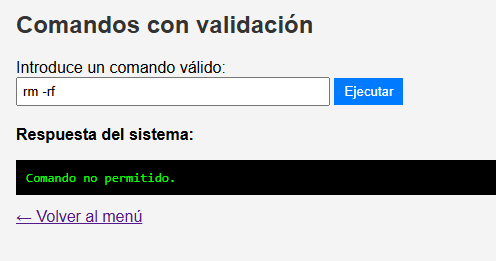 Comandos con validación
Introduce un comando válido:
rm -rf
Ejecutar
Respuesta del sistema:
Comando no permitido.
← Volver al menú